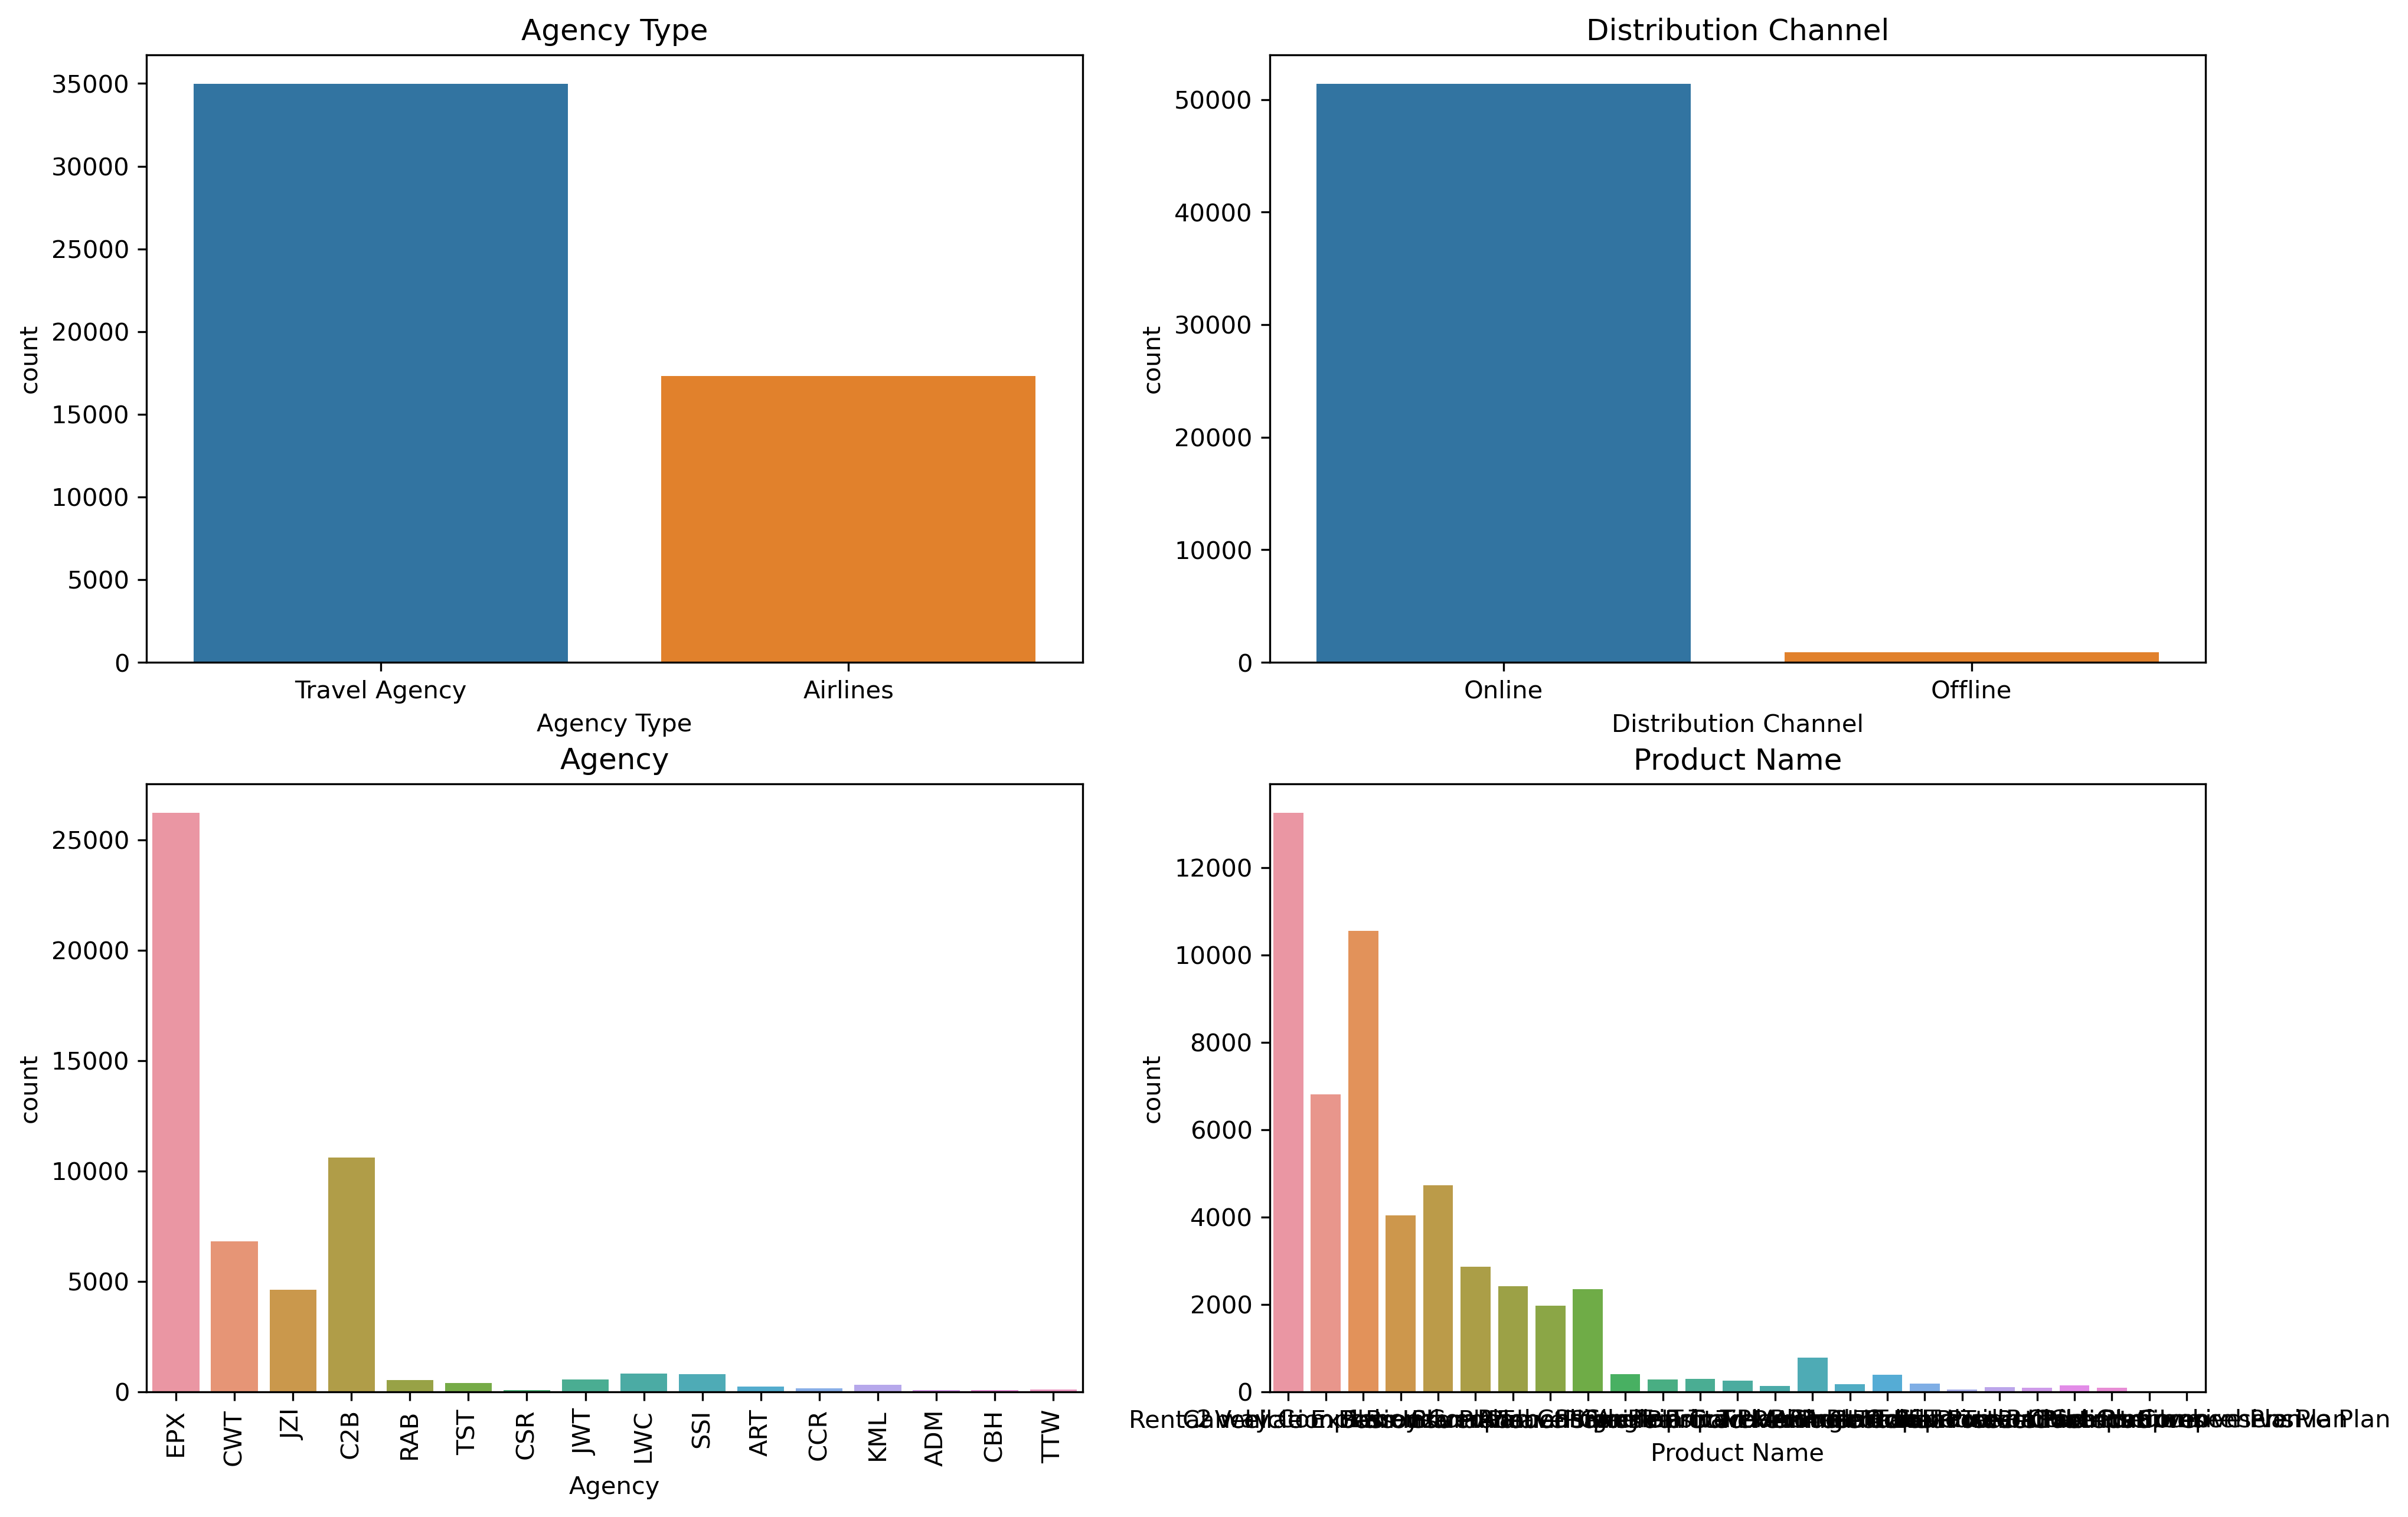 Agency Type
35000
30000
25000
20000
15000
10000
5000
0
count
Travel Agency
Airlines
Agency Type
Distribution Channel
50000
40000
30000
20000
10000
0
count
Online
Offline
Distribution Channel
Agency
25000
20000
15000
10000
5000
0
count
EPX
CWT
JZI
C2B
RAB
TST
CSR
JWT
LWC
SSI
ART
CCR
KML
ADM
CBH
TTW
Agency
Product Name
12000
10000
8000
6000
4000
2000
0
count
Plan
Product Name